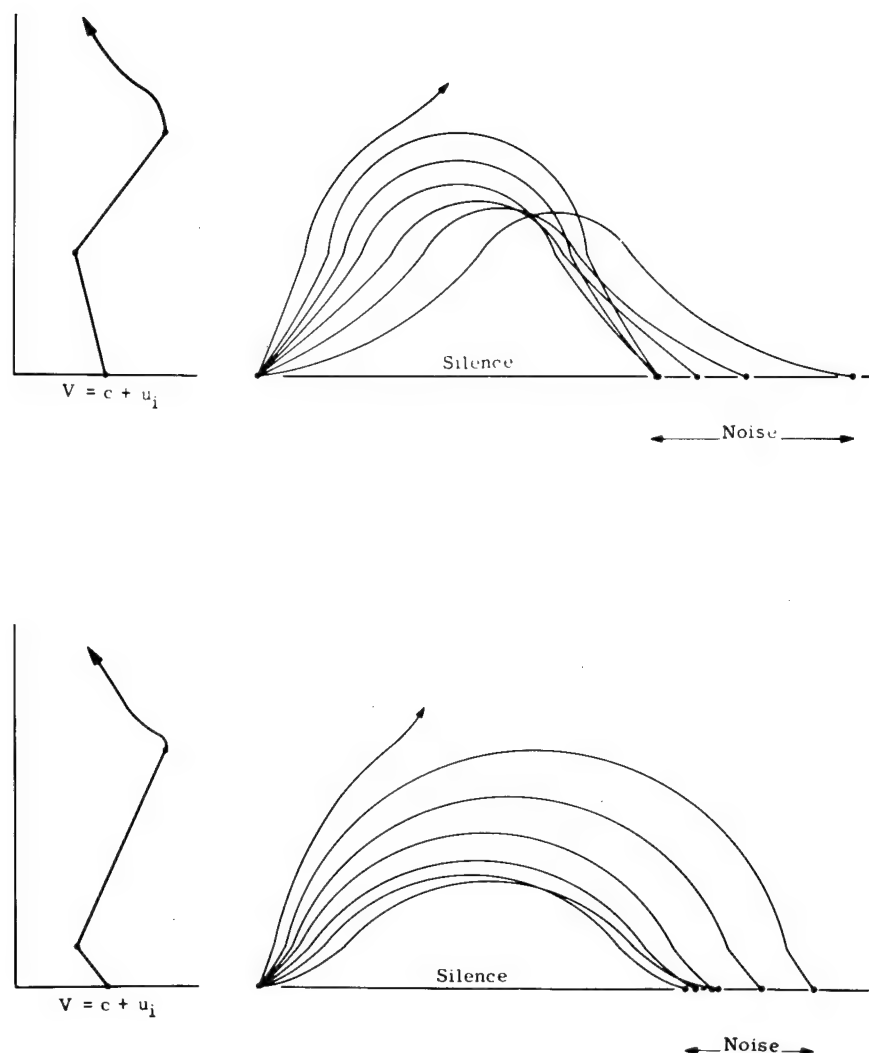 Silence
V = c + u_i
Noise
Silence
V = c + u_i
Noise